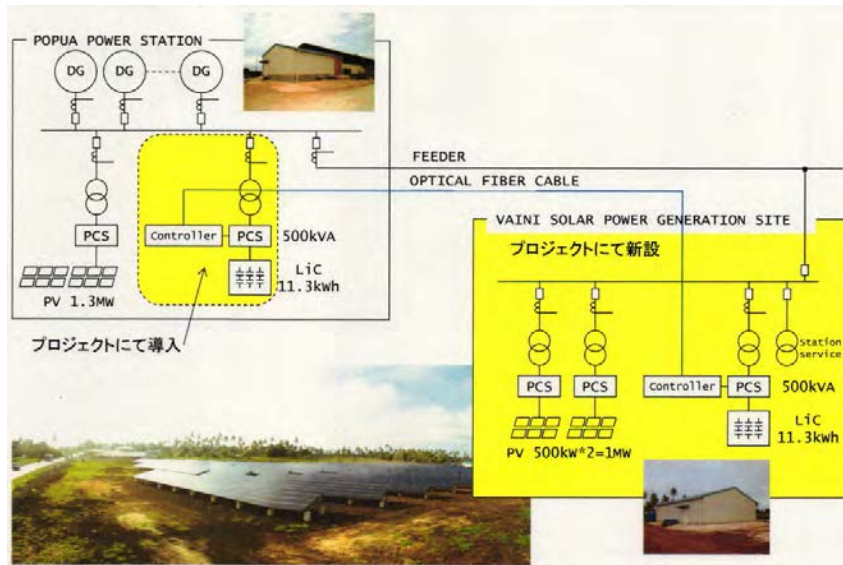 POPUA POWER STATION
DG
DG
DG
FEEDER
OPTICAL FIBER CABLE
Controller
PCS
PCS
500kVA
LiC
11.3kWh
PV 1.3MW
プロジェクトにて導入
VAINI SOLAR POWER GENERATION SITE
プロジェクトにて新設
Station
service
PCS
PCS
Controller
PCS
500kVA
LiC
11.3kWh
PV 500kW*2=1MW